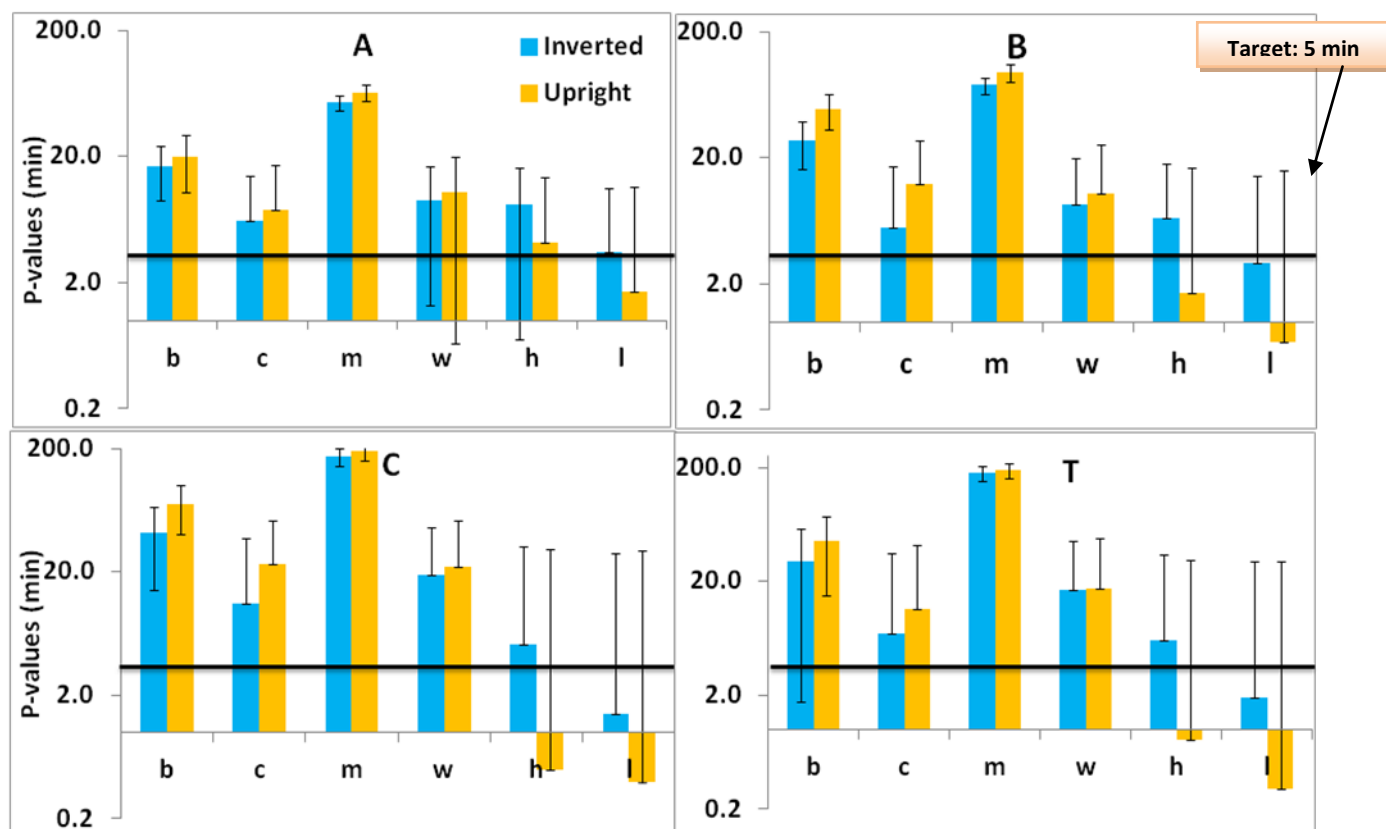 A
Inverted
Upright
P-values (min)
200.0
20.0
2.0
0.2
b c m w h l
B
Target: 5 min
200.0
20.0
2.0
0.2
b c m w h l
C
P-values (min)
200.0
20.0
2.0
0.2
b c m w h l
T
200.0
20.0
2.0
0.2
b c m w h l